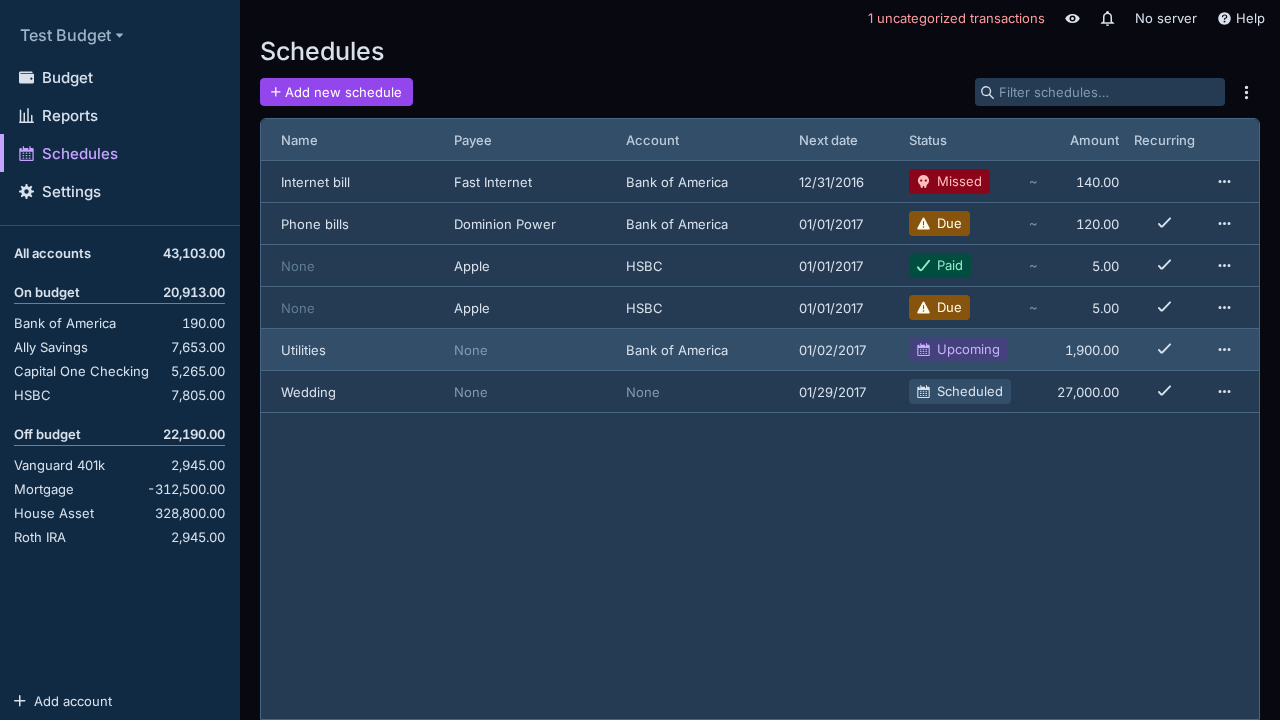 Test Budget
Budget
Reports
Schedules
Settings
All accounts 43,103.00
On budget 20,913.00
Bank of America 190.00
Ally Savings 7,653.00
Capital One Checking 5,265.00
HSBC 7,805.00
Off budget 22,190.00
Vanguard 401k 2,945.00
Mortgage -312,500.00
House Asset 328,800.00
Roth IRA 2,945.00
Add account
1 uncategorized transactions No server Help
Schedules
Add new schedule Filter schedules...
Name Payee Account Next date Status Amount Recurring
Internet bill Fast Internet Bank of America 12/31/2016 Missed ~ 140.00
Phone bills Dominion Power Bank of America 01/01/2017 Due ~ 120.00
None Apple HSBC 01/01/2017 Paid ~ 5.00
None Apple HSBC 01/01/2017 Due ~ 5.00
Utilities None Bank of America 01/02/2017 Upcoming 1,900.00
Wedding None None 01/29/2017 Scheduled 27,000.00